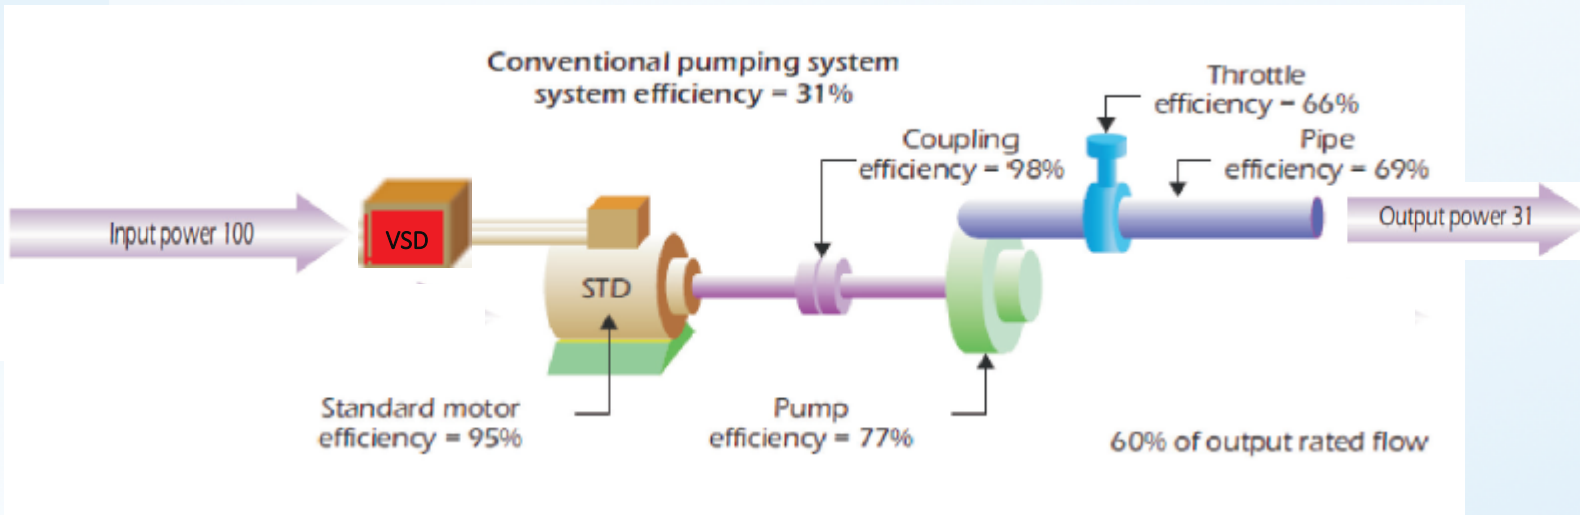 Conventional pumping system
system efficiency = 31%
Throttle
efficiency = 66%
Coupling
efficiency = 98%
Pipe
efficiency = 69%
Input power 100
VSD
Output power 31
STD
Standard motor
efficiency = 95%
Pump
efficiency = 77%
60% of output rated flow